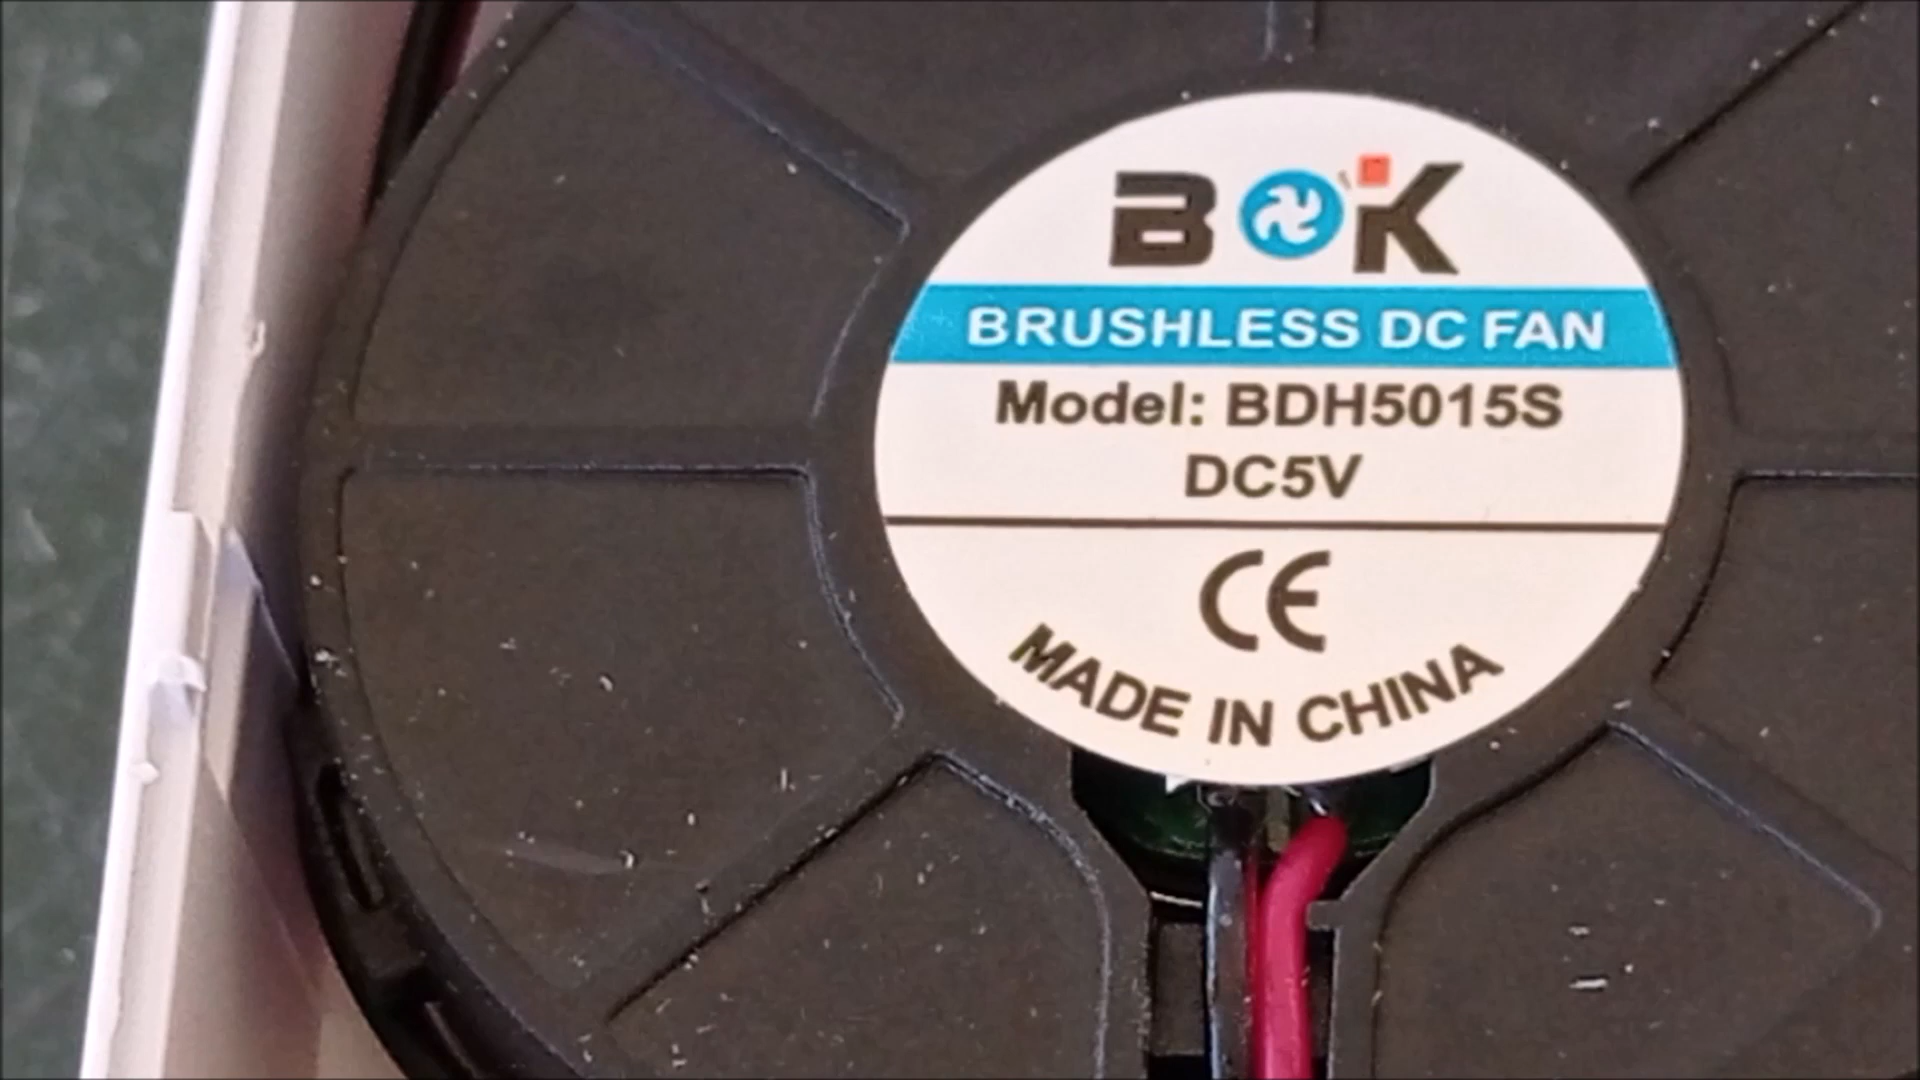 BOK
BRUSHLESS DC FAN
Model: BDH5015S
DC5V
CE
MADE IN CHINA